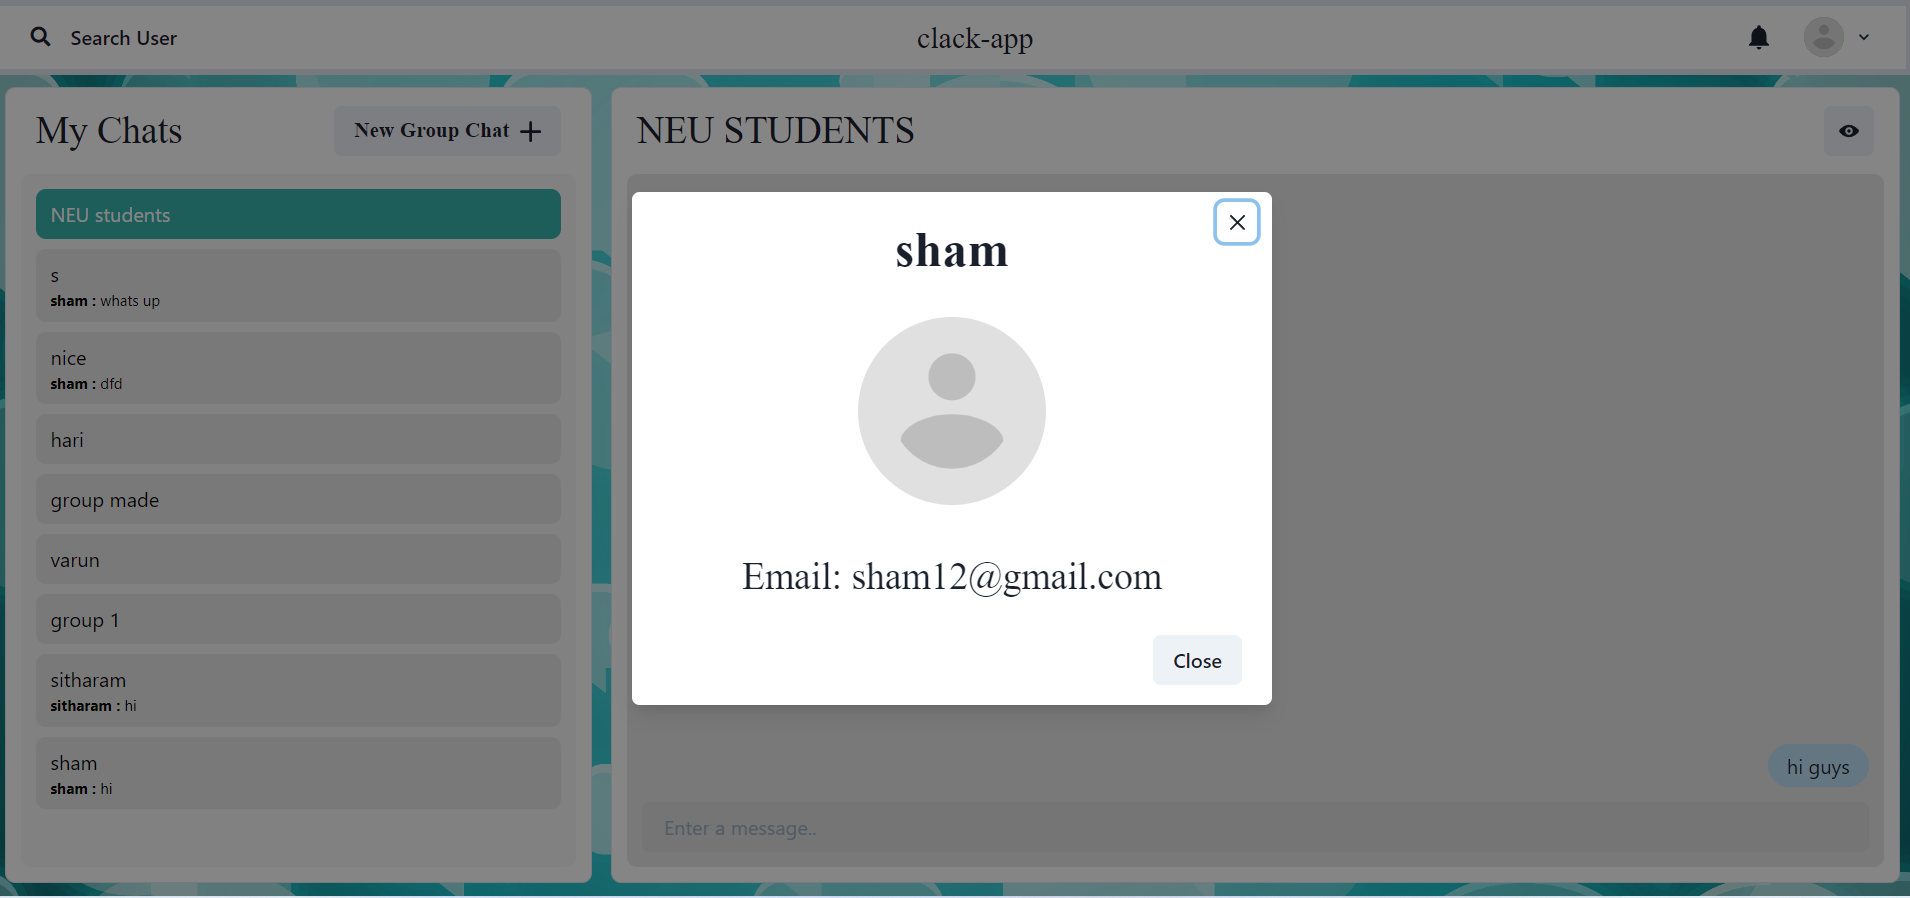 Search User
clack-app
My Chats
New Group Chat
NEU students
s
sham : whats up
nice
sham : dfd
hari
group made
varun
group 1
sitharam
sitharam : hi
sham
sham : hi
NEU STUDENTS
hi guys
Enter a message..
sham
Email: sham12@gmail.com
Close